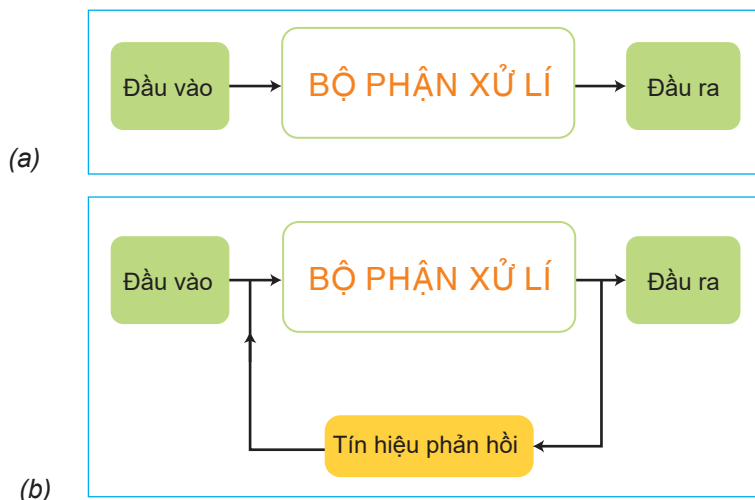 Đầu vào
BỘ PHẬN XỬ LÍ
Đầu ra
(a)
Đầu vào
BỘ PHẬN XỬ LÍ
Đầu ra
Tín hiệu phản hồi
(b)